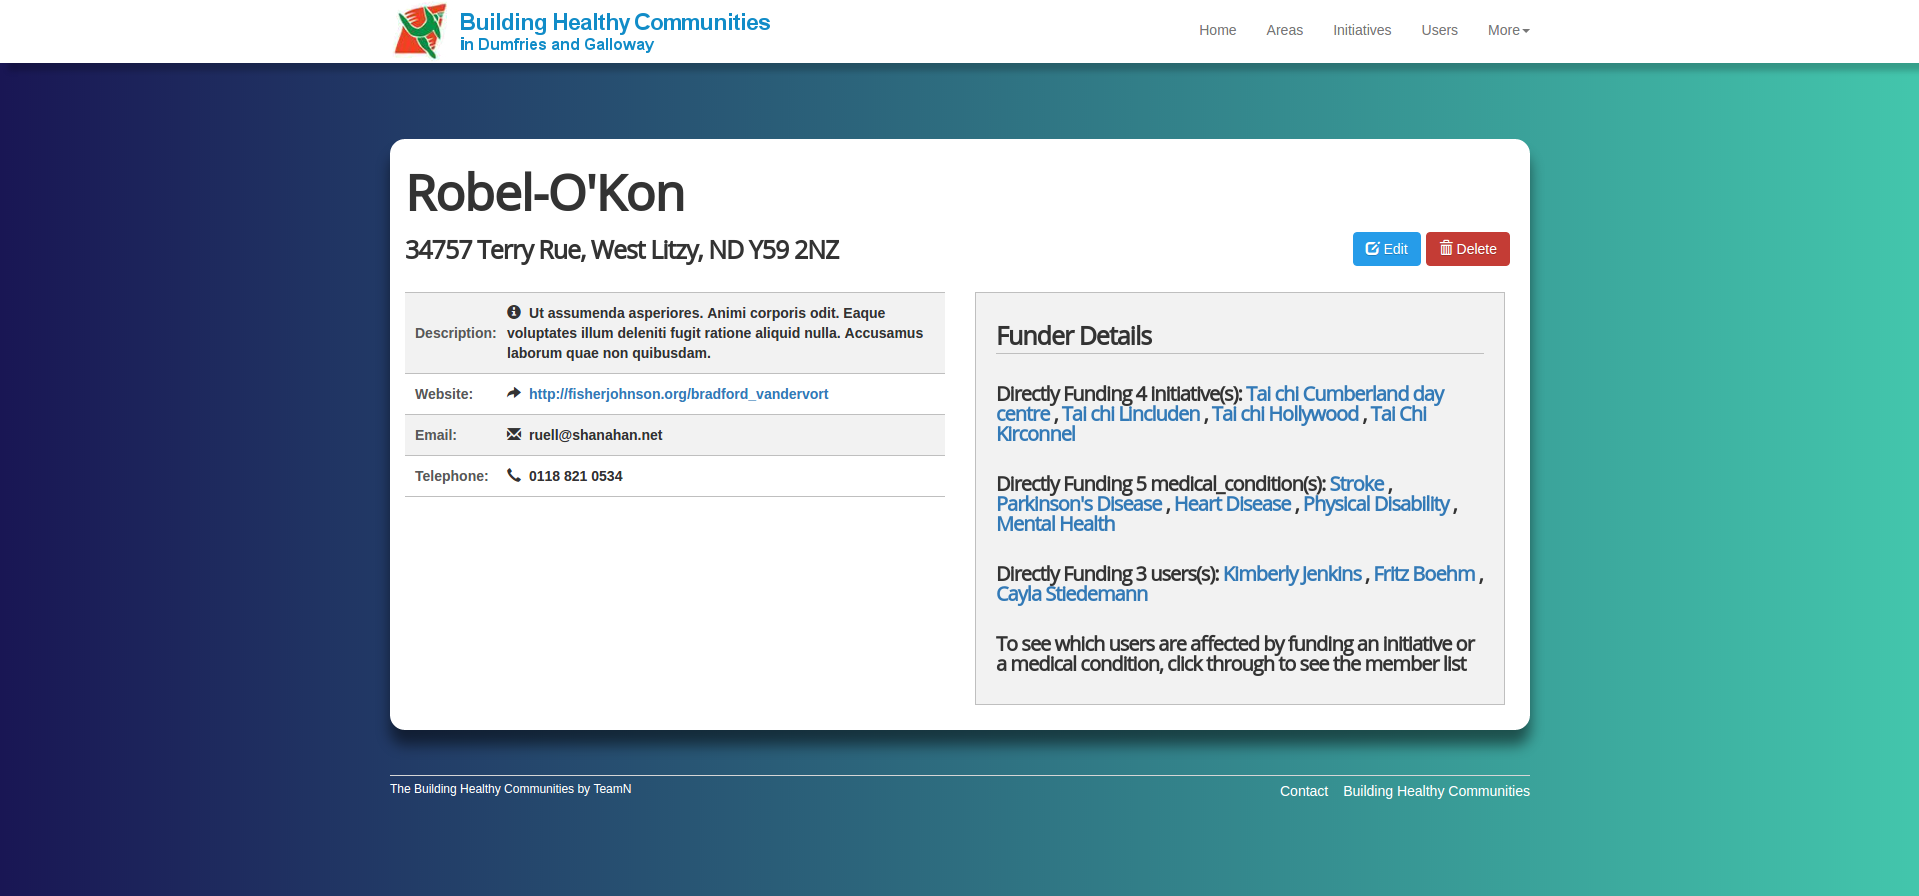 Building Healthy Communities
in Dumfries and Galloway
Home Areas Initiatives Users More
Robel-O'Kon
34757 Terry Rue, West Litzy, ND Y59 2NZ
Edit Delete
Description: Ut assumenda asperiores. Animi corporis odit. Eaque
voluptates illum deleniti fugit ratione aliquid nulla. Accusamus
laborum quae non quibusdam.
Website: http://fisherjohnson.org/bradford_vandervort
Email: ruell@shanahan.net
Telephone: 0118 821 0534
Funder Details
Directly Funding 4 initiative(s): Tai chi Cumberland day
centre , Tai chi Lincluden , Tai chi Hollywood , Tai Chi
Kirconnel
Directly Funding 5 medical_condition(s): Stroke ,
Parkinson's Disease , Heart Disease , Physical Disability ,
Mental Health
Directly Funding 3 users(s): Kimberly Jenkins , Fritz Boehm ,
Cayla Stiedemann
To see which users are affected by funding an initiative or
a medical condition, click through to see the member list
The Building Healthy Communities by TeamN
Contact Building Healthy Communities